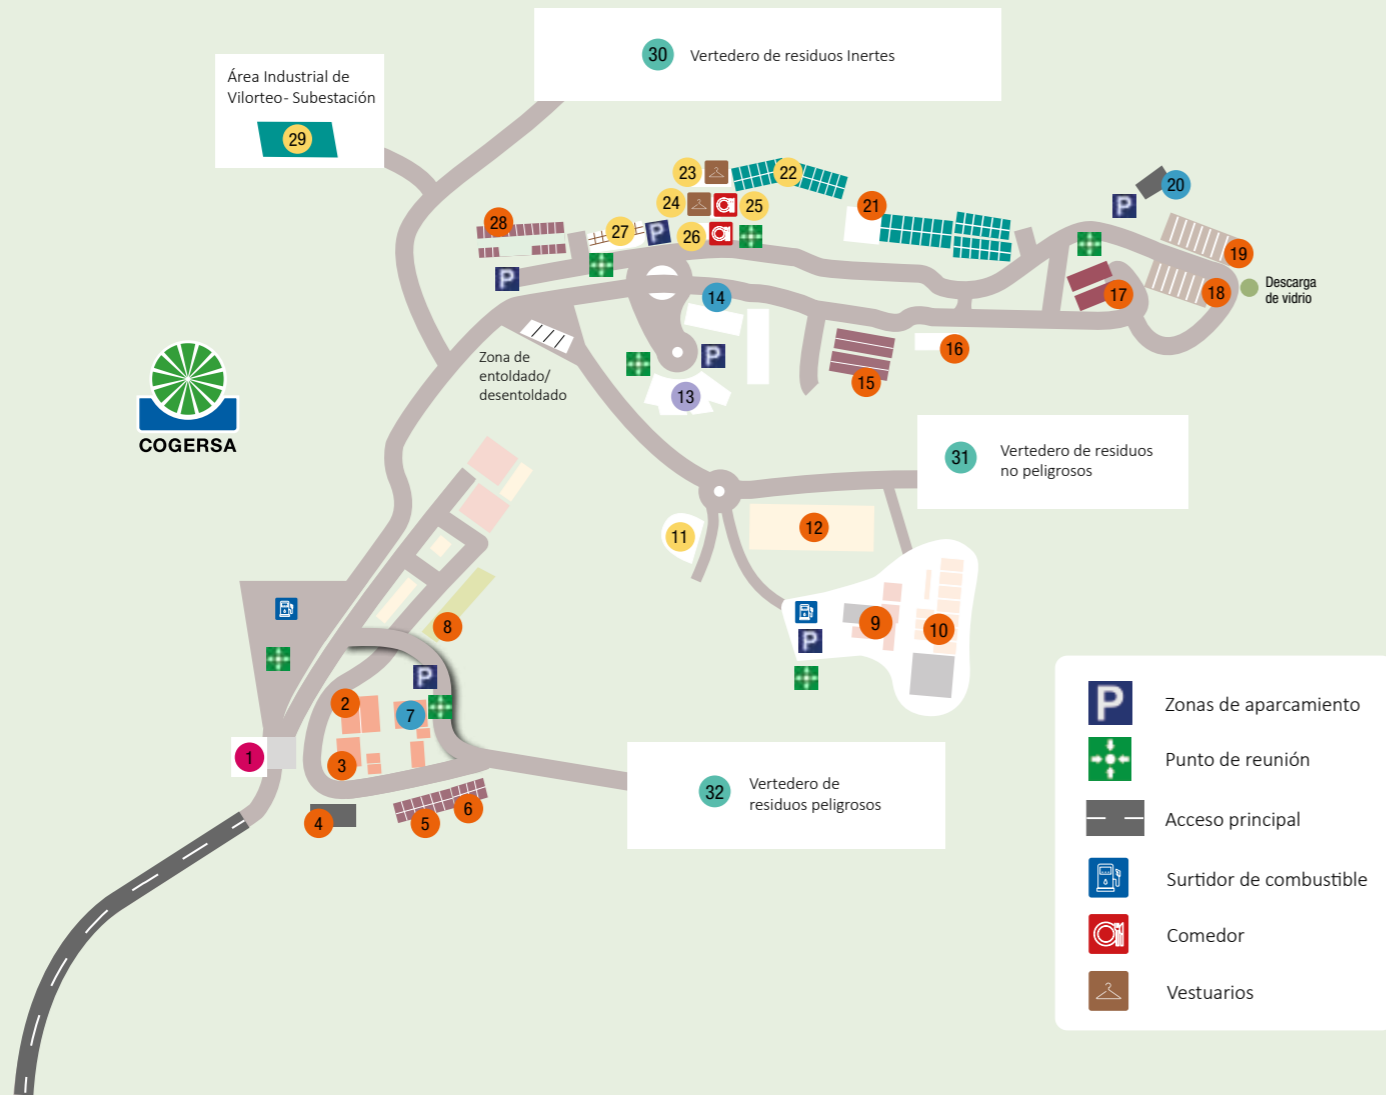 30 Vertedero de residuos Inertes
Área Industrial de
Vilorteo- Subestación
29
23
22
24
25
21
20
28
27
P
26
P
19
P
17
18
Descarga
de vidrio
14
16
Zona de
entoldado/
desentoldado
P
15
13
COGERSA
31 Vertedero de residuos
no peligrosos
11
12
8
9
10
P
P
2
7
1
3
32 Vertedero de
residuos peligrosos
4
5
6
P Zonas de aparcamiento
Punto de reunión
Acceso principal
Surtidor de combustible
Comedor
Vestuarios